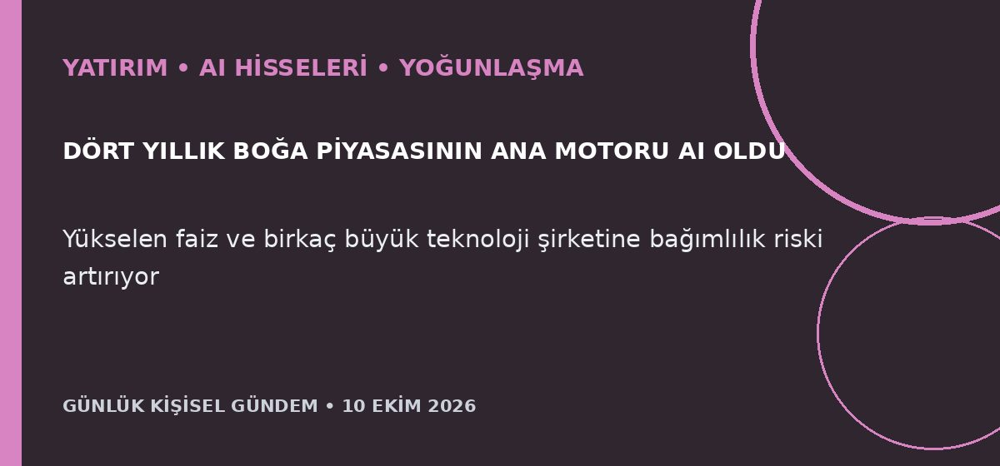 YATIRIM • AI HİSSELERİ • YOĞUNLAŞMA
DÖRT YILLIK BOĞA PİYASASININ ANA MOTORU AI OLDU
Yükselen faiz ve birkaç büyük teknoloji şirketine bağımlılık riski
artırıyor
GÜNLÜK KİŞİSEL GÜNDEM • 10 EKİM 2026